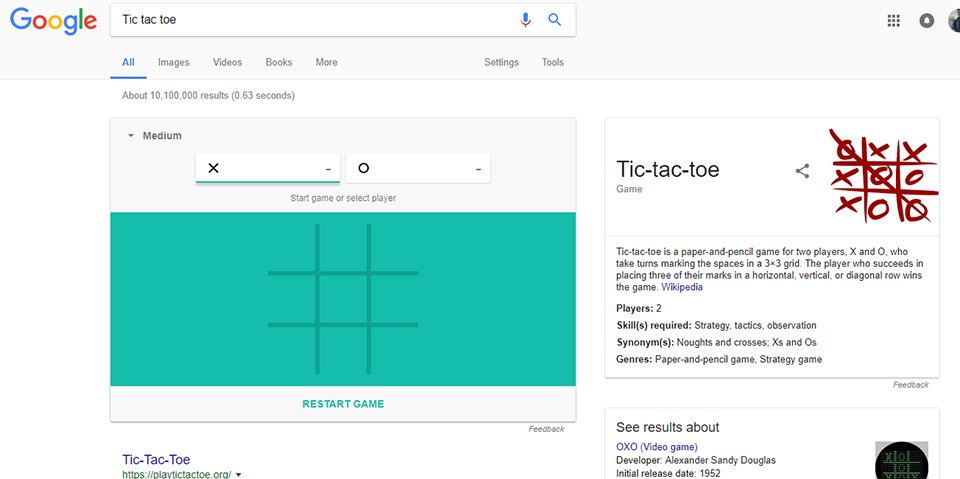 Google
Tic tac toe
All Images Videos Books More Settings Tools
About 10,100,000 results (0.63 seconds)
Medium
X - O -
Start game or select player
RESTART GAME
Feedback
Tic-Tac-Toe
https://playtictactoe.org/
Tic-tac-toe
Game
X X
X
X
Tic-tac-toe is a paper-and-pencil game for two players, X and O, who
take turns marking the spaces in a 3×3 grid. The player who succeeds in
placing three of their marks in a horizontal, vertical, or diagonal row wins
the game. Wikipedia
Players: 2
Skill(s) required: Strategy, tactics, observation
Synonym(s): Noughts and crosses; Xs and Os
Genres: Paper-and-pencil game, Strategy game
Feedback
See results about
OXO (Video game)
Developer: Alexander Sandy Douglas
Initial release date: 1952